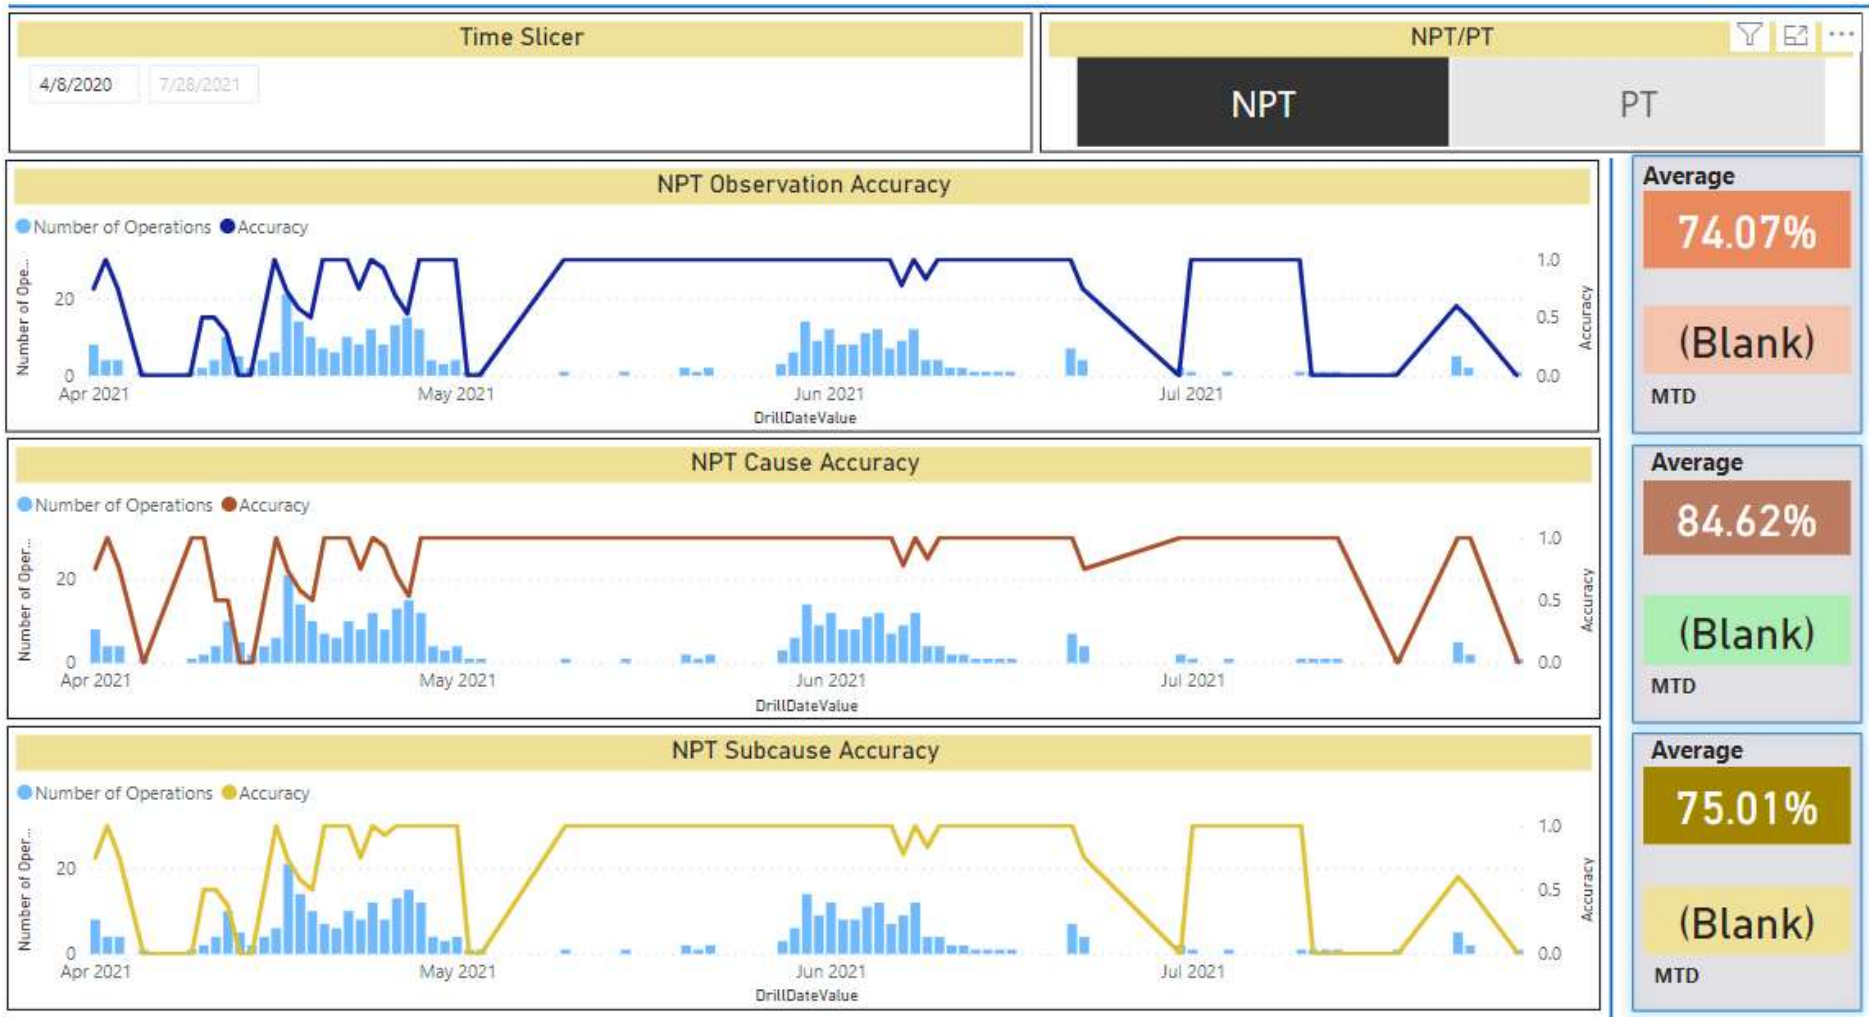 Time Slicer
4/8/2020 7/28/2021
NPT/PT
NPT PT
NPT Observation Accuracy
Number of Operations Accuracy
Number of Ope...
20
0
1.0
0.5
0.0
Accuracy
Apr 2021 May 2021 Jun 2021 Jul 2021
DrillDateValue
Average
74.07%
(Blank)
MTD
NPT Cause Accuracy
Number of Operations Accuracy
Number of Oper...
20
0
1.0
0.5
0.0
Accuracy
Apr 2021 May 2021 Jun 2021 Jul 2021
DrillDateValue
Average
84.62%
(Blank)
MTD
NPT Subcause Accuracy
Number of Operations Accuracy
Number of Oper...
20
0
1.0
0.5
0.0
Accuracy
Apr 2021 May 2021 Jun 2021 Jul 2021
DrillDateValue
Average
75.01%
(Blank)
MTD